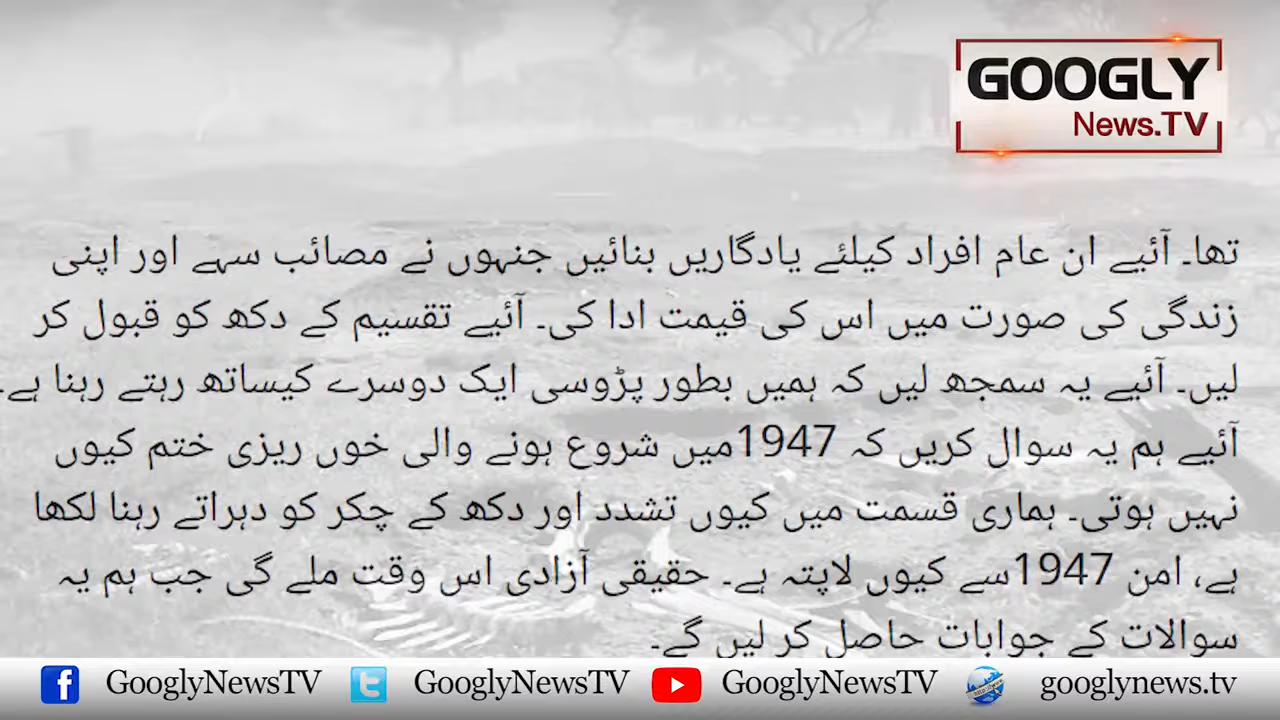 GOOGLY
News.TV
تھا۔ آئیے ان عام افراد کیلئے یادگاریں بنائیں جنہوں نے مصائب سہے اور اپنی
زندگی کی صورت میں اس کی قیمت ادا کی۔ آئیے تقسیم کے دکھ کو قبول کر
لیں۔ آئیے یہ سمجھ لیں کہ ہمیں بطور پڑوسی ایک دوسرے کیساتھ رہتے رہنا ہے۔
آئیے ہم یہ سوال کریں کہ 1947میں شروع ہونے والی خوں ریزی ختم کیوں
نہیں ہوتی۔ ہماری قسمت میں کیوں تشدد اور دکھ کے چکر کو دہراتے رہنا لکھا
ہے، امن 1947سے کیوں لاپتہ ہے۔ حقیقی آزادی اس وقت ملے گی جب ہم یہ
سوالات کے جوابات حاصل کر لیں گے۔
GooglyNewsTV GooglyNewsTV GooglyNewsTV googlynews.tv